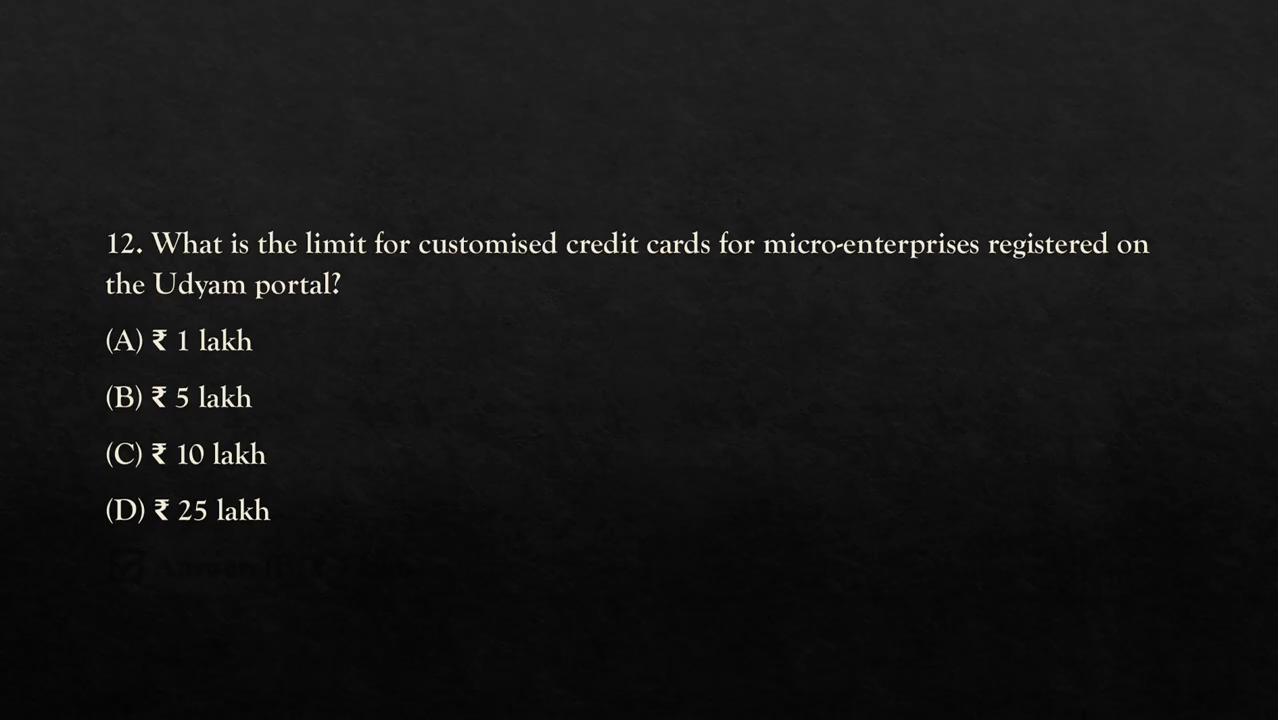 12. What is the limit for customised credit cards for micro-enterprises registered on
the Udyam portal?
(A) ₹ 1 lakh
(B) ₹ 5 lakh
(C) ₹ 10 lakh
(D) ₹ 25 lakh